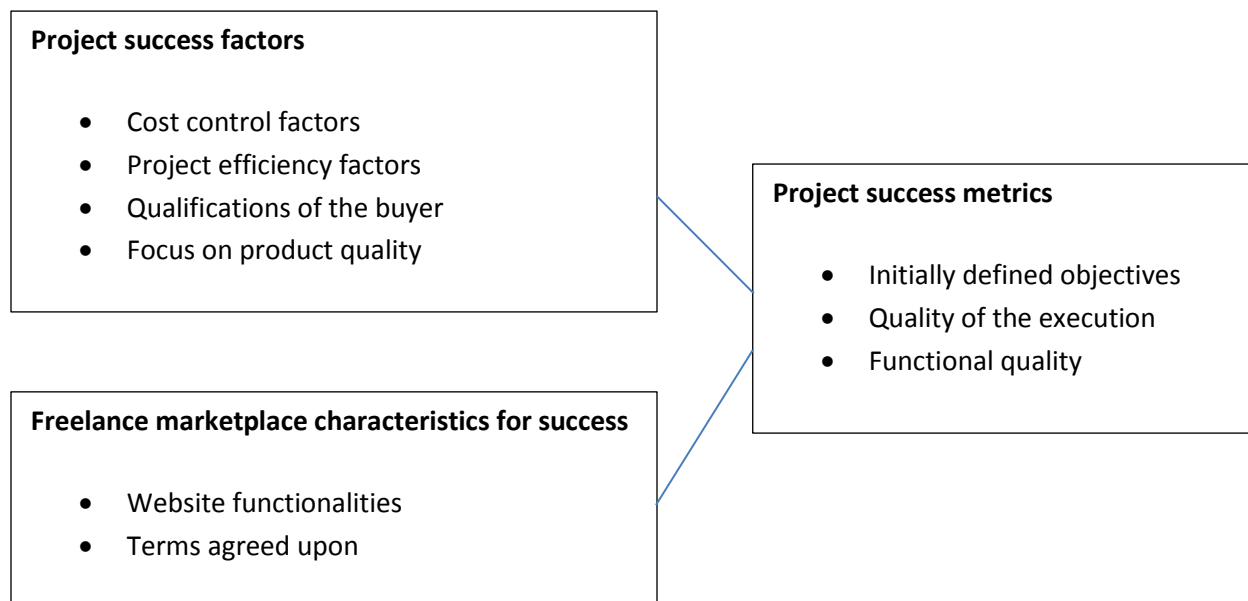 Project success factors
• Cost control factors
• Project efficiency factors
• Qualifications of the buyer
• Focus on product quality
Project success metrics
• Initially defined objectives
• Quality of the execution
• Functional quality
Freelance marketplace characteristics for success
• Website functionalities
• Terms agreed upon